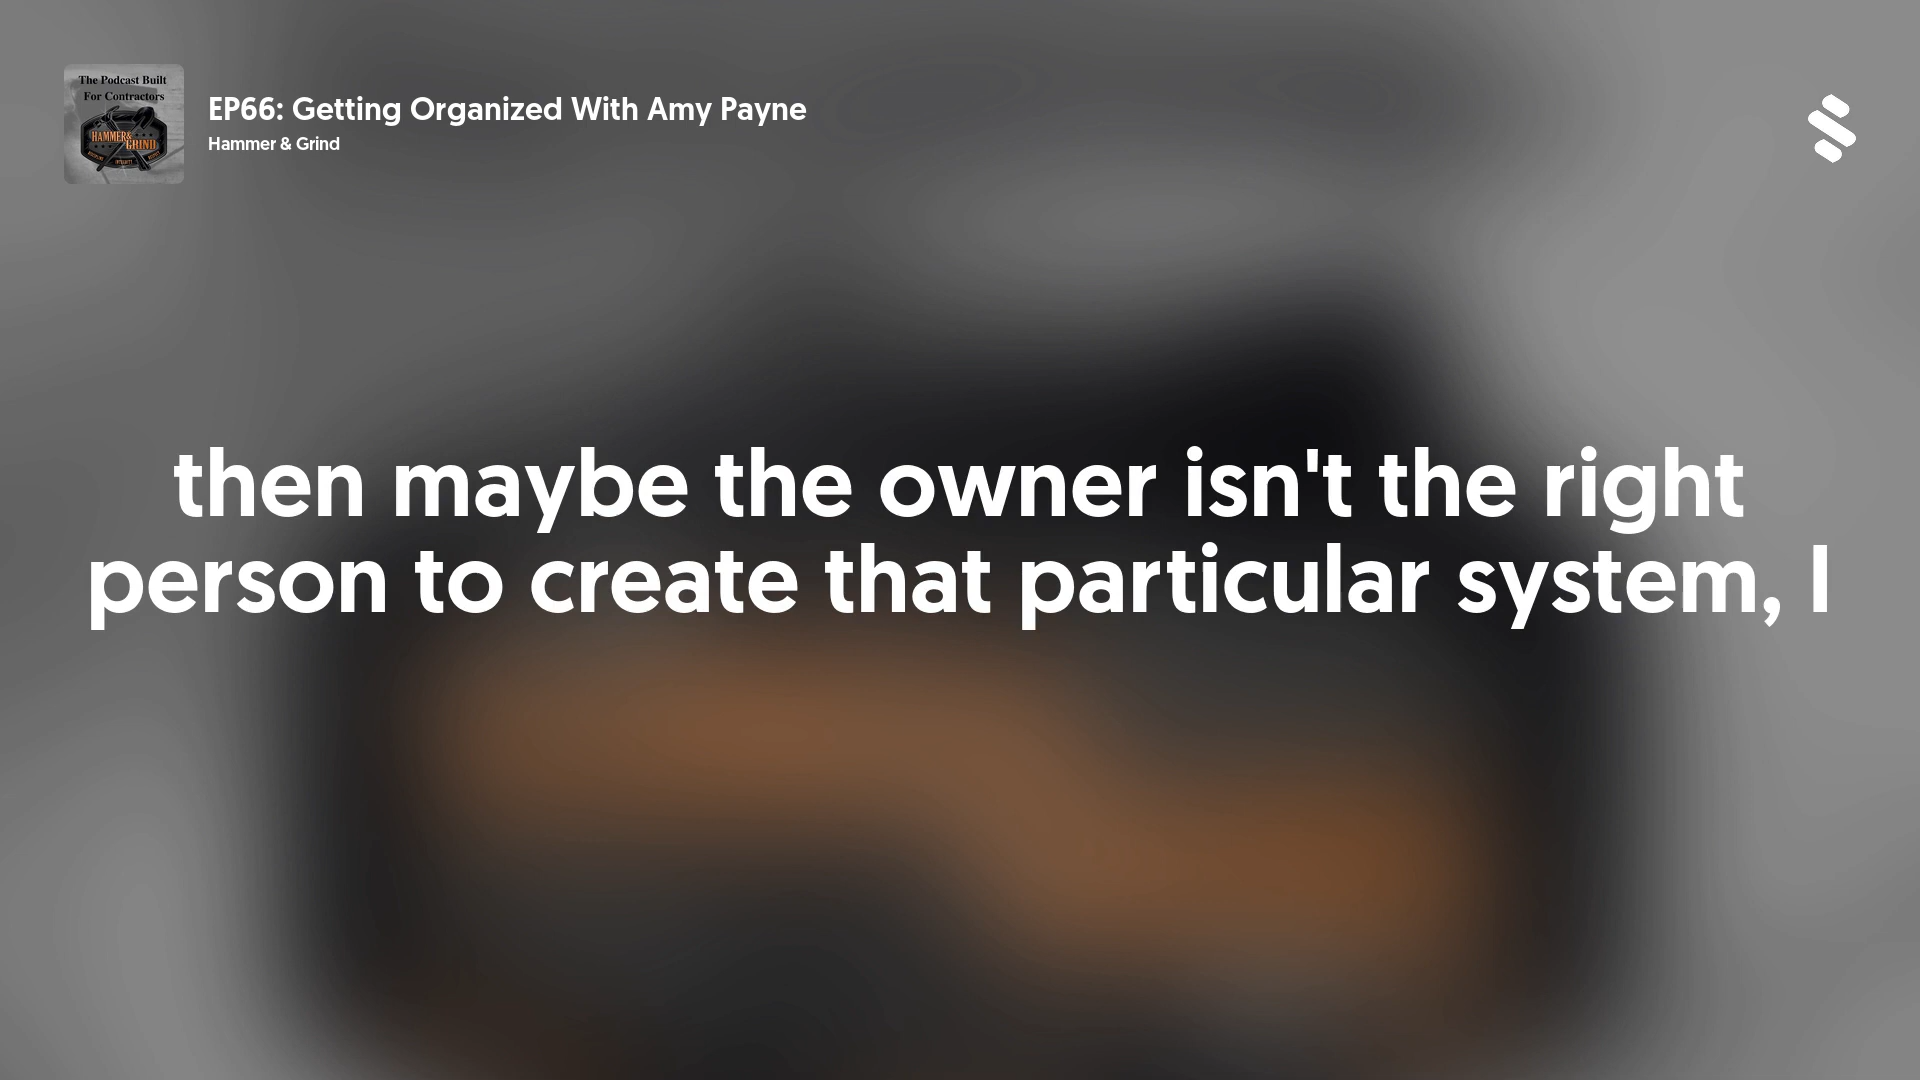 The Podcast Built
For Contractors
HAMMER&
GRIND
EP66: Getting Organized With Amy Payne
Hammer & Grind
then maybe the owner isn't the right
person to create that particular system, I